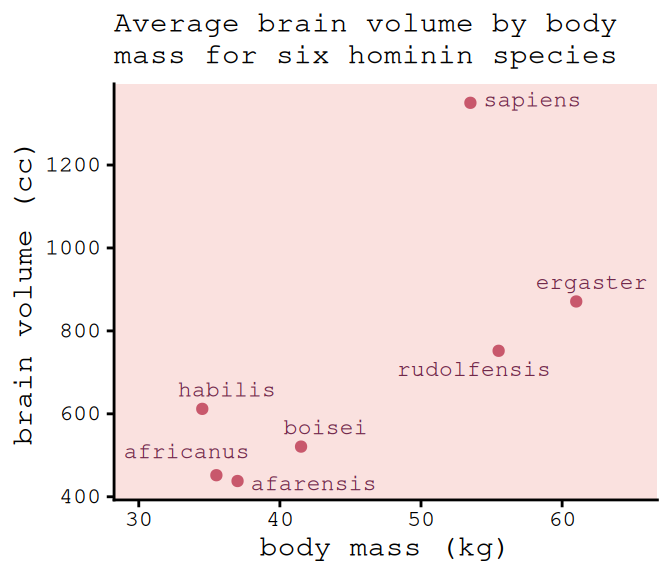 Average brain volume by body
mass for six hominin species
brain volume (cc)
1200
1000
800
600
400
sapiens
ergaster
rudolfensis
habilis
boisei
africanus
afarensis
30 40 50 60
body mass (kg)